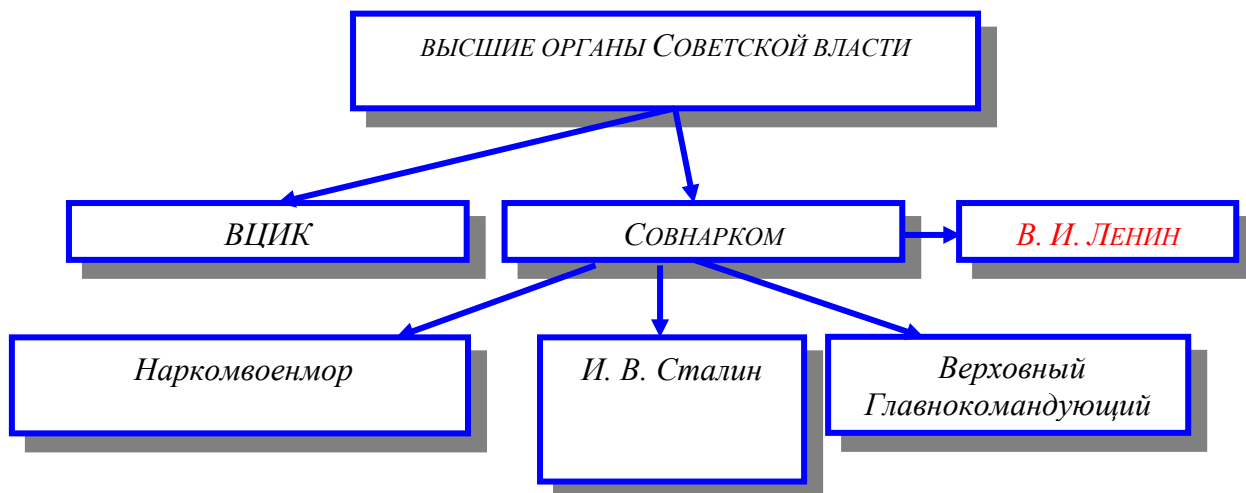 ВЫСШИЕ ОРГАНЫ СОВЕТСКОЙ ВЛАСТИ
ВЦИК
СОВНАРКОМ
В. И. ЛЕНИН
Наркомвоенмор
И. В. Сталин
Верховный
Главнокомандующий